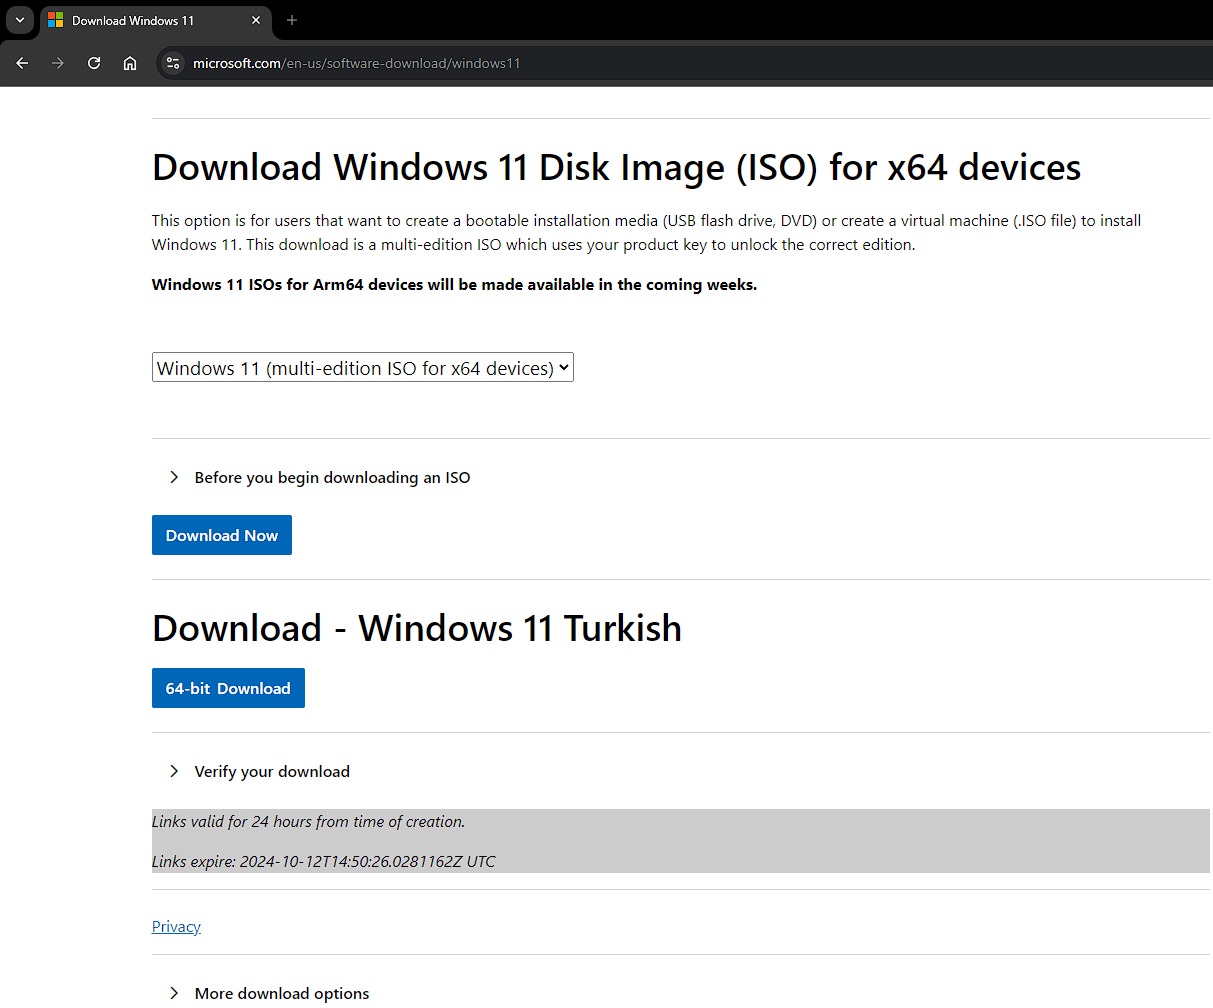 Download Windows 11
microsoft.com/en-us/software-download/windows11
Download Windows 11 Disk Image (ISO) for x64 devices
This option is for users that want to create a bootable installation media (USB flash drive, DVD) or create a virtual machine (.ISO file) to install
Windows 11. This download is a multi-edition ISO which uses your product key to unlock the correct edition.
Windows 11 ISOs for Arm64 devices will be made available in the coming weeks.
Windows 11 (multi-edition ISO for x64 devices)
Before you begin downloading an ISO
Download Now
Download - Windows 11 Turkish
64-bit Download
Verify your download
Links valid for 24 hours from time of creation.
Links expire: 2024-10-12T14:50:26.0281162Z UTC
Privacy
More download options